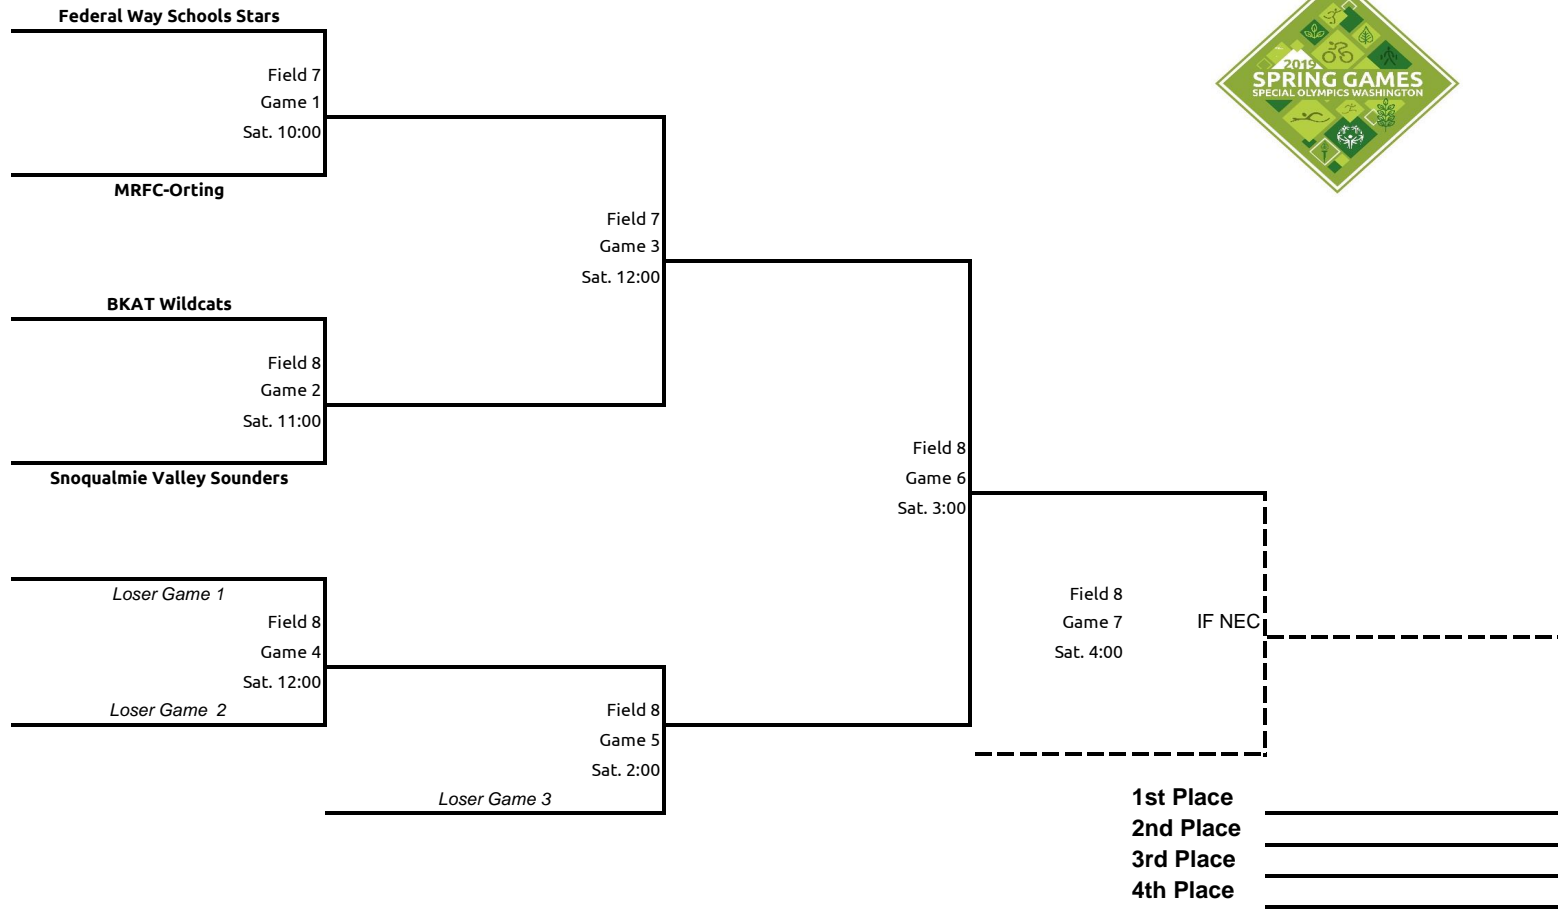 Federal Way Schools Stars
Field 7
Game 1
Sat. 10:00
MRFC-Orting
Field 7
Game 3
Sat. 12:00
BKAT Wildcats
Field 8
Game 2
Sat. 11:00
Snoqualmie Valley Sounders
Field 8
Game 6
Sat. 3:00
Loser Game 1
Field 8
Game 4
Sat. 12:00
Loser Game  2
Field 8
Game 5
Sat. 2:00
Loser Game 3
Field 8
Game 7
Sat. 4:00
IF NEC
2019
SPRING GAMES
SPECIAL OLYMPICS WASHINGTON
1st Place
2nd Place
3rd Place
4th Place